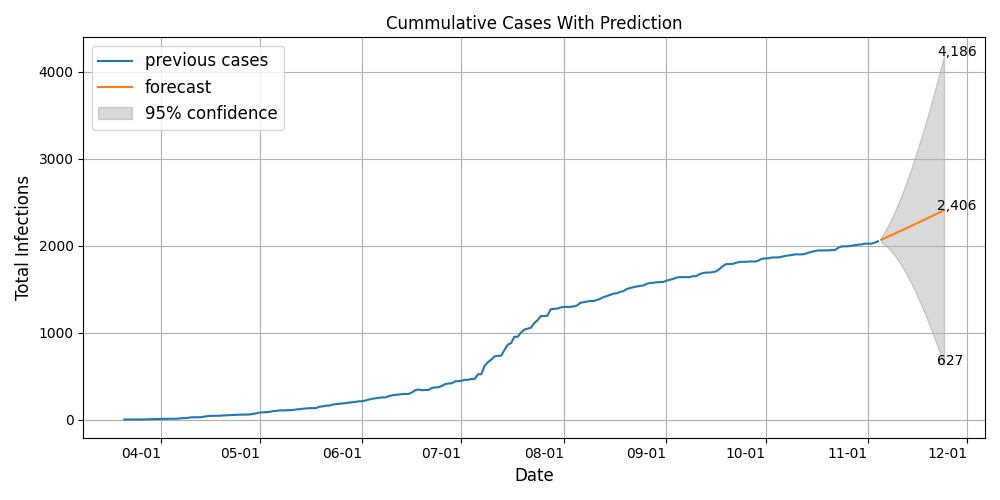 Cummulative Cases With Prediction
previous cases
forecast
95% confidence
4,186
2,406
627
Total Infections
4000
3000
2000
1000
0
04-01 05-01 06-01 07-01 08-01 09-01 10-01 11-01 12-01
Date